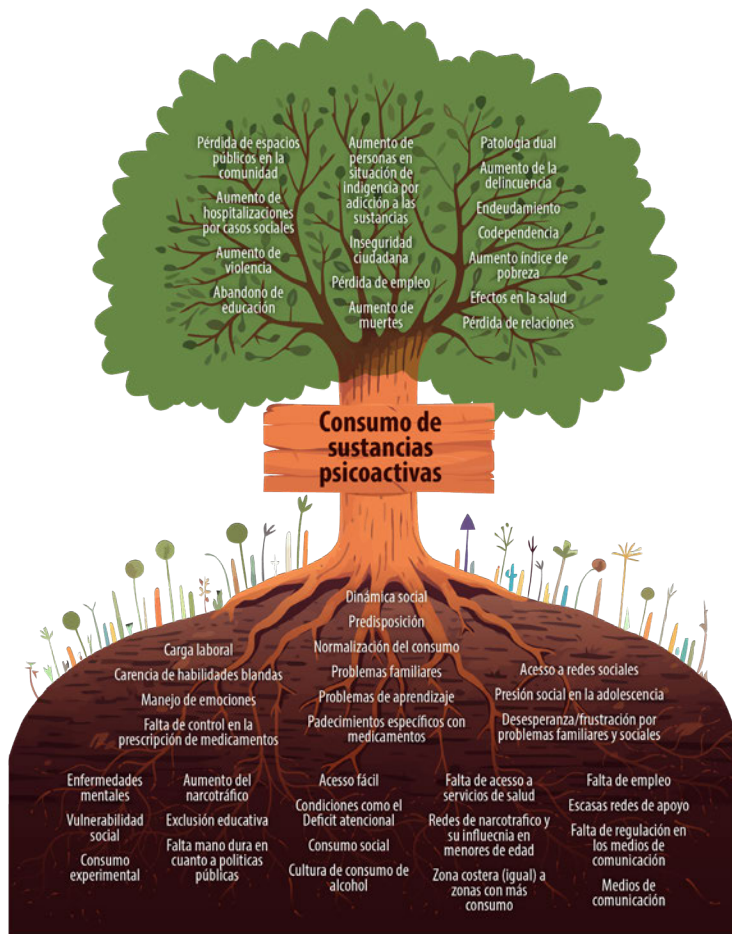 Pérdida de espacios
públicos en la
comunidad
Aumento de
hospitalizaciones
por casos sociales
Aumento de
violencia
Abandono de
educación
Aumento de
personas en
situación de
indigencia por
adicción a las
sustancias
Inseguridad
ciudadana
Pérdida de empleo
Aumento de
muertes
Patología dual
Aumento de la
delincuencia
Endeudamiento
Codependencia
Aumento índice de
pobreza
Efectos en la salud
Pérdida de relaciones
Consumo de
sustancias
psicoactivas
Dinámica social
Predisposición
Normalización del consumo
Problemas familiares
Problemas de aprendizaje
Padecimientos específicos con
medicamentos
Carga laboral
Carencia de habilidades blandas
Manejo de emociones
Falta de control en la
prescripción de medicamentos
Acceso a redes sociales
Presión social en la adolescencia
Desesperanza/frustración por
problemas familiares y sociales
Enfermedades
mentales
Vulnerabilidad
social
Consumo
experimental
Aumento del
narcotráfico
Exclusión educativa
Falta mano dura en
cuanto a politicas
públicas
Acesso fácil
Condiciones como el
Deficit atencional
Consumo social
Cultura de consumo de
alcohol
Falta de acceso a
servicios de salud
Redes de narcotrafico y
su influecnia en
menores de edad
Zona costera (igual) a
zonas con más
consumo
Falta de empleo
Escasas redes de apoyo
Falta de regulación en
los medios de
comunicación
Medios de
comunicación